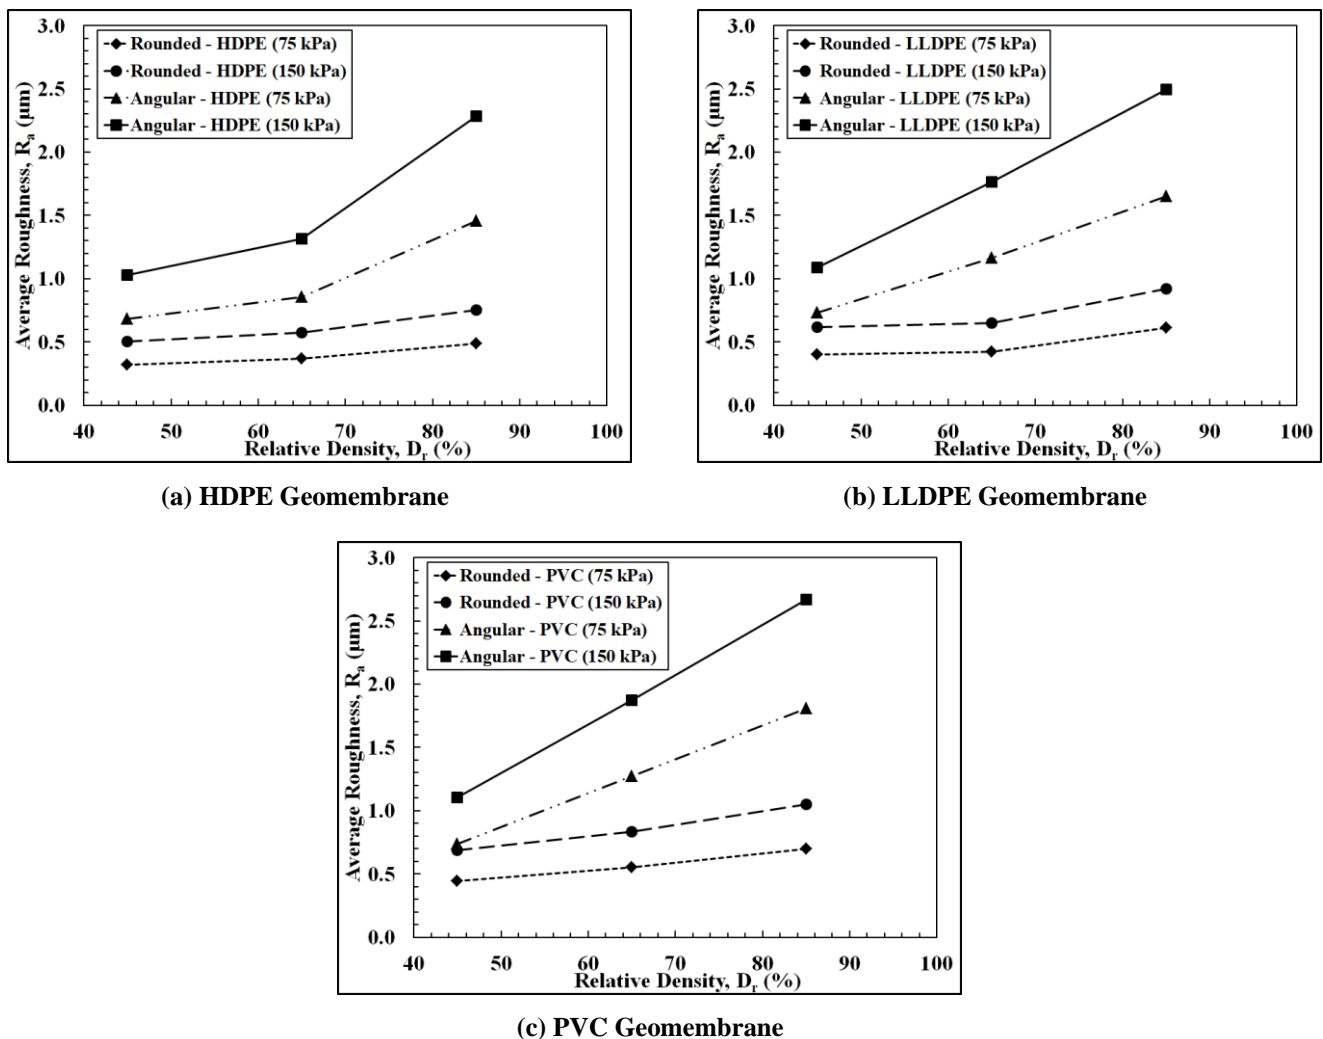 3.0
2.5
2.0
1.5
1.0
0.5
0.0
Average Roughness, Ra (μm)
Rounded - HDPE (75 kPa)
Rounded - HDPE (150 kPa)
Angular - HDPE (75 kPa)
Angular - HDPE (150 kPa)
40 50 60 70 80 90 100
Relative Density, Dr (%)
(a) HDPE Geomembrane
3.0
2.5
2.0
1.5
1.0
0.5
0.0
Average Roughness, Ra (μm)
Rounded - LLDPE (75 kPa)
Rounded - LLDPE (150 kPa)
Angular - LLDPE (75 kPa)
Angular - LLDPE (150 kPa)
40 50 60 70 80 90 100
Relative Density, Dr (%)
(b) LLDPE Geomembrane
3.0
2.5
2.0
1.5
1.0
0.5
0.0
Average Roughness, Ra (μm)
Rounded - PVC (75 kPa)
Rounded - PVC (150 kPa)
Angular - PVC (75 kPa)
Angular - PVC (150 kPa)
40 50 60 70 80 90 100
Relative Density, Dr (%)
(c) PVC Geomembrane